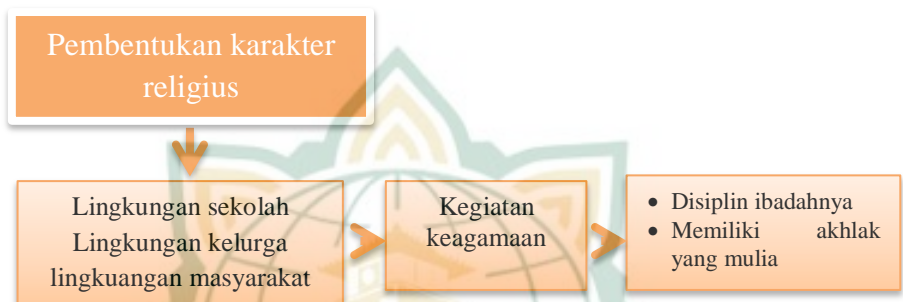 Pembentukan karakter
religius
Lingkungan sekolah
Lingkungan kelurga
lingkuangan masyarakat
Kegiatan
keagamaan
• Disiplin ibadahnya
• Memiliki akhlak
yang mulia